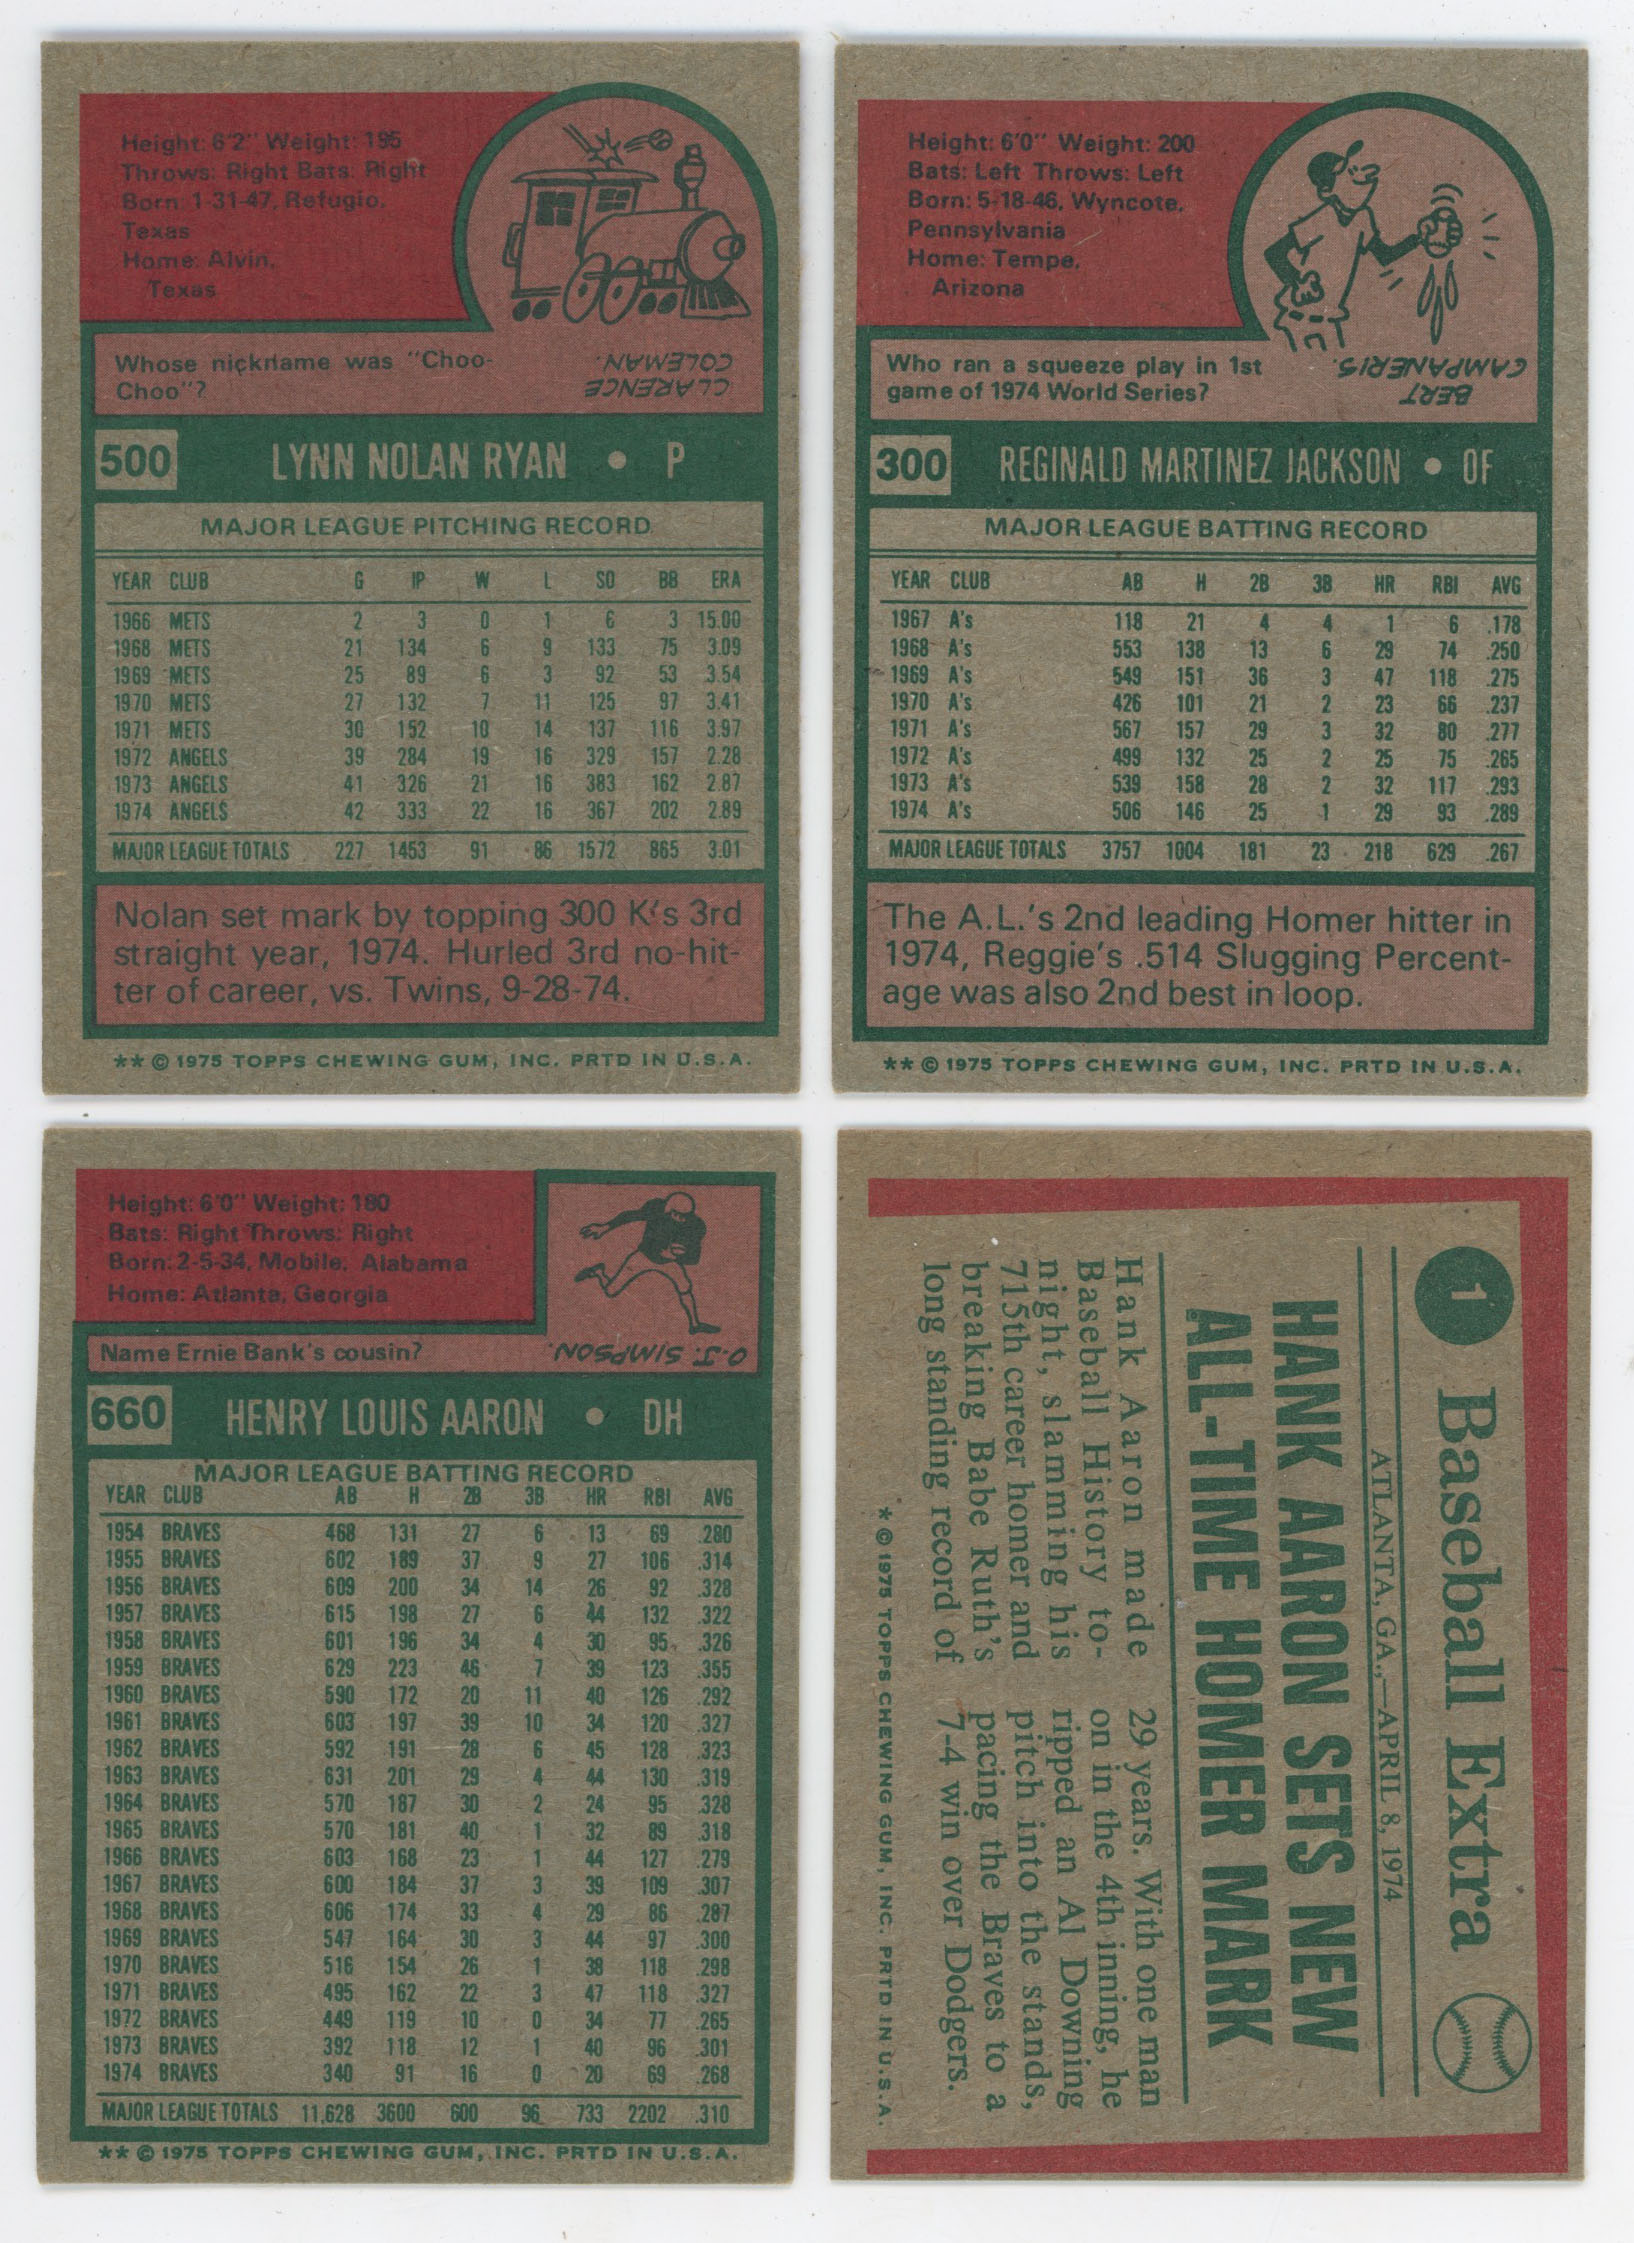 Height: 6'2" Weight: 195
Throws: Right Bats: Right
Born: 1-31-47, Refugio,
Texas
Home: Alvin,
Texas
Whose nickname was "Choo-
Choo"?
CLARENCE
COLEMAN.
500 LYNN NOLAN RYAN • P
MAJOR LEAGUE PITCHING RECORD
YEAR CLUB G IP W L SO BB ERA
1966 METS 2 3 0 1 6 3 15.00
1968 METS 21 134 6 9 133 75 3.09
1969 METS 25 89 6 3 92 53 3.54
1970 METS 27 132 7 11 125 97 3.41
1971 METS 30 152 10 14 137 116 3.97
1972 ANGELS 39 284 19 16 329 157 2.28
1973 ANGELS 41 326 21 16 383 162 2.87
1974 ANGELS 42 333 22 16 367 202 2.89
MAJOR LEAGUE TOTALS 227 1453 91 86 1572 865 3.01
Nolan set mark by topping 300 K's 3rd
straight year, 1974. Hurled 3rd no-hit-
ter of career, vs. Twins, 9-28-74.
** © 1975 TOPPS CHEWING GUM, INC. PRTD IN U.S.A.
Height: 6'0" Weight: 200
Bats: Left Throws: Left
Born: 5-18-46, Wyncote,
Pennsylvania
Home: Tempe,
Arizona
Who ran a squeeze play in 1st
game of 1974 World Series?
BERT
CAMPANERIS.
300 REGINALD MARTINEZ JACKSON • OF
MAJOR LEAGUE BATTING RECORD
YEAR CLUB AB H 2B 3B HR RBI AVG
1967 A's 118 21 4 4 1 6 .178
1968 A's 553 138 13 6 29 74 .250
1969 A's 549 151 36 3 47 118 .275
1970 A's 426 101 21 2 23 66 .237
1971 A's 567 157 29 3 32 80 .277
1972 A's 499 132 25 2 25 75 .265
1973 A's 539 158 28 2 32 117 .293
1974 A's 506 146 25 1 29 93 .289
MAJOR LEAGUE TOTALS 3757 1004 181 23 218 629 .267
The A.L.'s 2nd leading Homer hitter in
1974, Reggie's .514 Slugging Percent-
age was also 2nd best in loop.
** © 1975 TOPPS CHEWING GUM, INC. PRTD IN U.S.A.
Height: 6'0" Weight: 180
Bats: Right Throws: Right
Born: 2-5-34, Mobile, Alabama
Home: Atlanta, Georgia
Name Ernie Bank's cousin?
O.J. SIMPSON.
660 HENRY LOUIS AARON • DH
MAJOR LEAGUE BATTING RECORD
YEAR CLUB AB H 2B 3B HR RBI AVG
1954 BRAVES 468 131 27 6 13 69 .280
1955 BRAVES 602 189 37 9 27 106 .314
1956 BRAVES 609 200 34 14 26 92 .328
1957 BRAVES 615 198 27 6 44 132 .322
1958 BRAVES 601 196 34 4 30 95 .326
1959 BRAVES 629 223 46 7 39 123 .355
1960 BRAVES 590 172 20 11 40 126 .292
1961 BRAVES 603 197 39 10 34 120 .327
1962 BRAVES 592 191 28 6 45 128 .323
1963 BRAVES 631 201 29 4 44 130 .319
1964 BRAVES 570 187 30 2 24 95 .328
1965 BRAVES 570 181 40 1 32 89 .318
1966 BRAVES 603 168 23 1 44 127 .279
1967 BRAVES 600 184 37 3 39 109 .307
1968 BRAVES 606 174 33 4 29 86 .287
1969 BRAVES 547 164 30 3 44 97 .300
1970 BRAVES 516 154 26 1 38 118 .298
1971 BRAVES 495 162 22 3 47 118 .327
1972 BRAVES 449 119 10 0 34 77 .265
1973 BRAVES 392 118 12 1 40 96 .301
1974 BRAVES 340 91 16 0 20 69 .268
MAJOR LEAGUE TOTALS 11,628 3600 600 96 733 2202 .310
** © 1975 TOPPS CHEWING GUM, INC. PRTD IN U.S.A.
1 Baseball Extra
ATLANTA, GA.,—APRIL 8, 1974
HANK AARON SETS NEW
ALL-TIME HOMER MARK
Hank Aaron made
Baseball History to-
night, slamming his
715th career homer and
breaking Babe Ruth's
long standing record of
29 years. With one man
on in the 4th inning, he
ripped an Al Downing
pitch into the stands,
pacing the Braves to a
7-4 win over Dodgers.
* © 1975 TOPPS CHEWING GUM, INC. PRTD IN U.S.A.